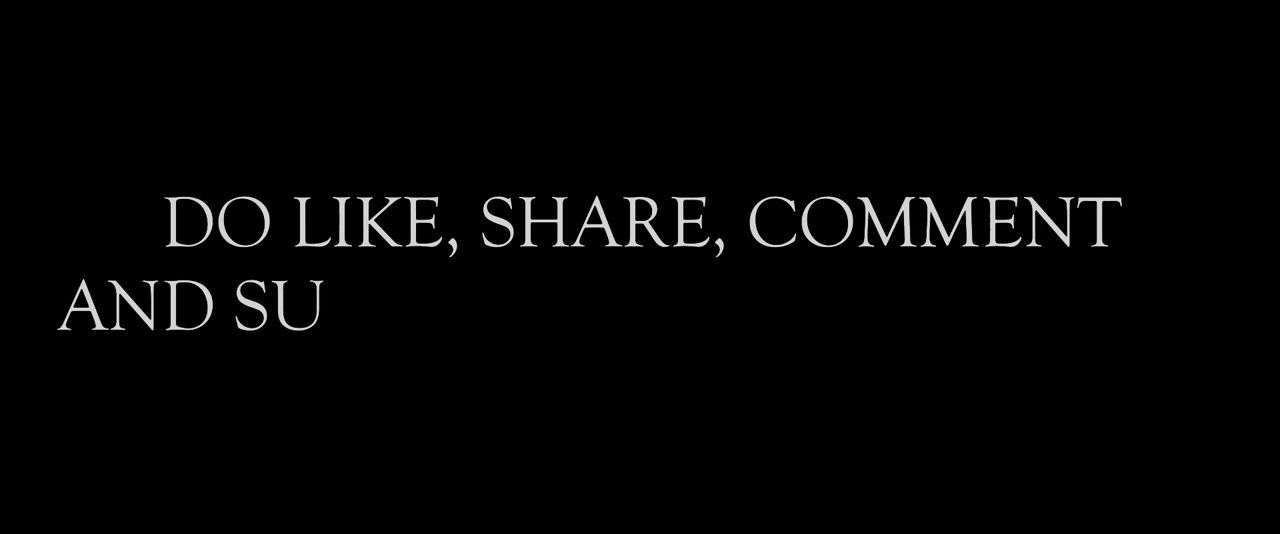 DO LIKE, SHARE, COMMENT
AND SU